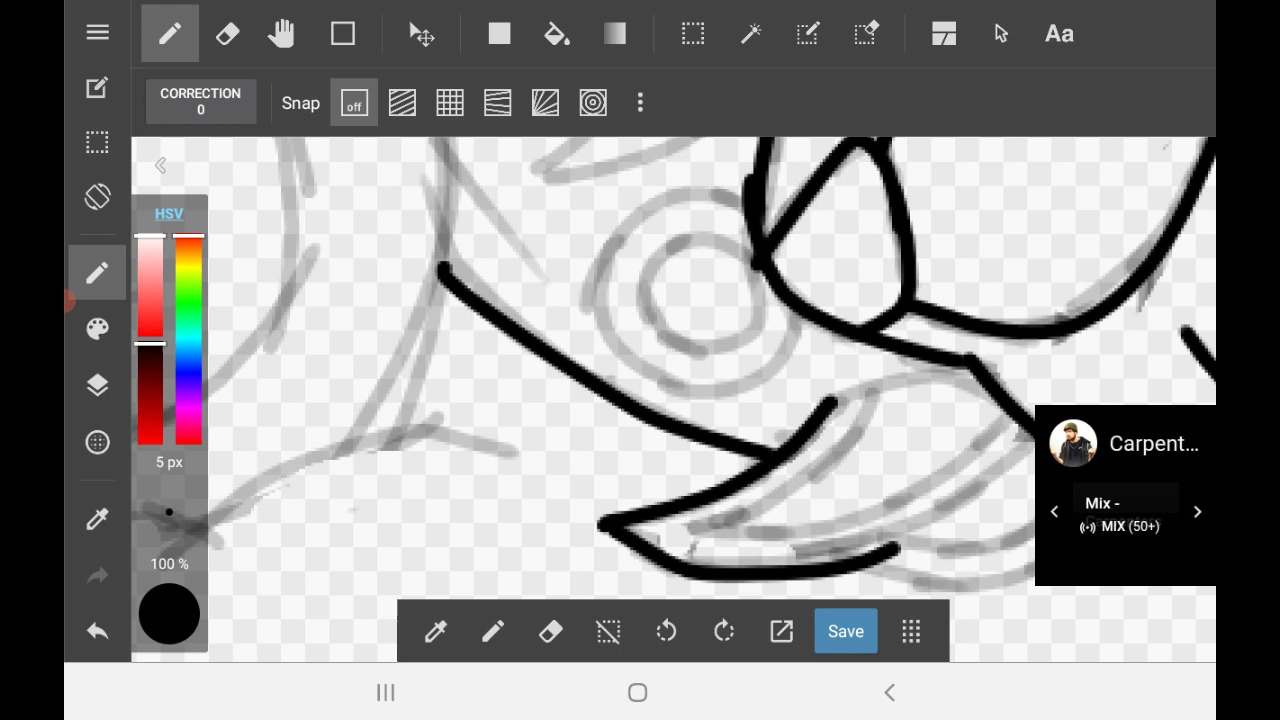 CORRECTION
0
Snap
off
HSV
5 px
100 %
Carpent...
Mix -
MIX (50+)
Save
Aa